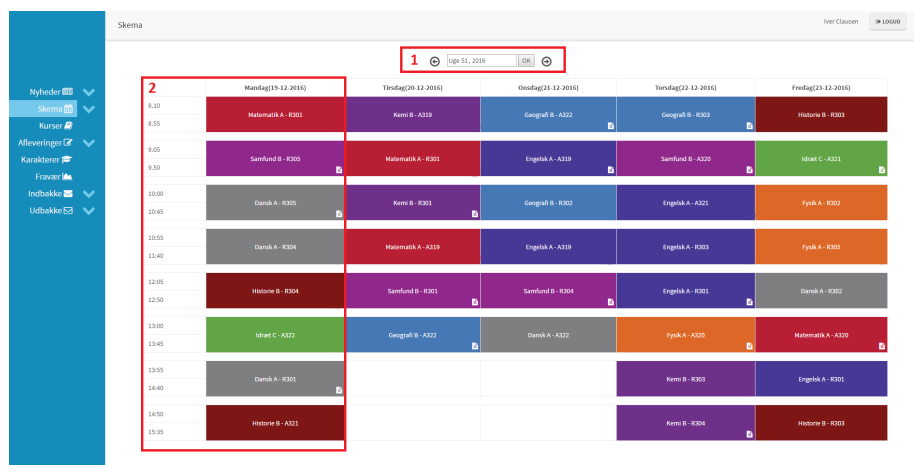 Skema
Iver Clausen
LOGUD
1
Uge 51, 2016
OK
Nyheder
Skema
Kurser
Afleveringer
Karakterer
Fravær
Indbakke
Udbakke
2
Mandag(19-12-2016) Tirsdag(20-12-2016) Onsdag(21-12-2016) Torsdag(22-12-2016) Fredag(23-12-2016)
8.10
Matematik A - R301 Kemi B - A319 Geografi B - A322 Geografi B - R303 Historie B - R303
8.55
9.05
Samfund B - R305 Matematik A - R301 Engelsk A - A319 Samfund B - A320 Idræt C - A321
9.50
10:00
Dansk A - R305 Kemi B - R301 Geografi B - R302 Engelsk A - A321 Fysik A - R302
10:45
10:55
Dansk A - R304 Matematik A - A319 Engelsk A - A319 Engelsk A - R303 Fysik A - R305
11:40
12:05
Historie B - R304 Samfund B - R301 Samfund B - R304 Engelsk A - R301 Dansk A - R302
12:50
13:00
Idræt C - A322 Geografi B - A322 Dansk A - A322 Fysik A - A320 Matematik A - A320
13:45
13:55
Dansk A - R301 Kemi B - R303 Engelsk A - R301
14:40
14:50
Historie B - A321 Kemi B - R304 Historie B - R303
15:35